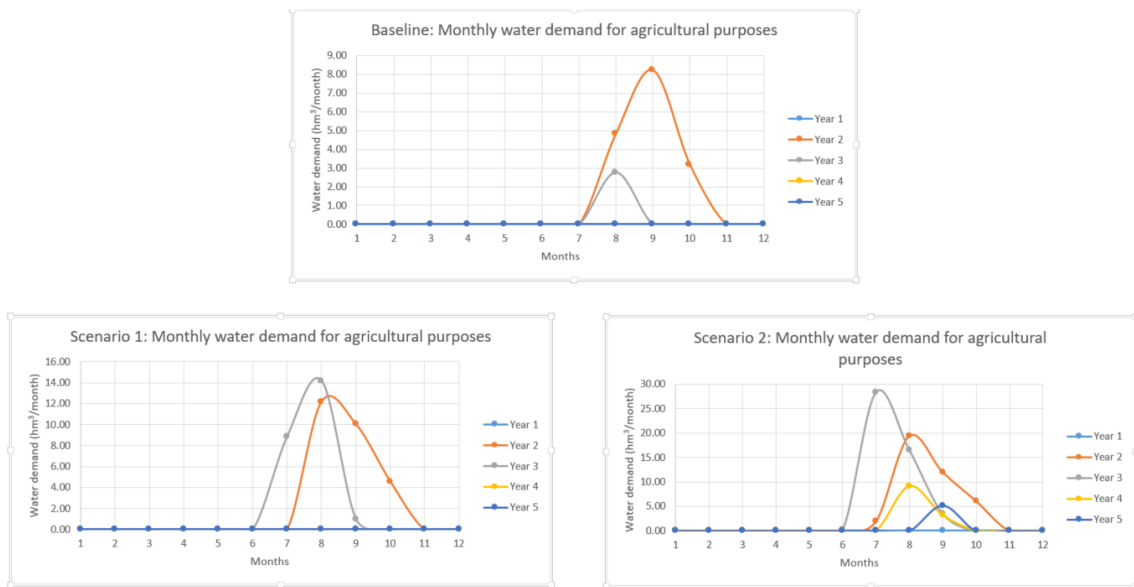 Baseline: Monthly water demand for agricultural purposes
Water demand (hm³/month)
9.00
8.00
7.00
6.00
5.00
4.00
3.00
2.00
1.00
0.00
1 2 3 4 5 6 7 8 9 10 11 12
Months
Year 1
Year 2
Year 3
Year 4
Year 5
Scenario 1: Monthly water demand for agricultural purposes
Water demand (hm³/month)
16.00
14.00
12.00
10.00
8.00
6.00
4.00
2.00
0.00
1 2 3 4 5 6 7 8 9 10 11 12
Months
Year 1
Year 2
Year 3
Year 4
Year 5
Scenario 2: Monthly water demand for agricultural
purposes
Water demand (hm³/month)
30.00
25.00
20.00
15.00
10.00
5.00
0.00
1 2 3 4 5 6 7 8 9 10 11 12
Months
Year 1
Year 2
Year 3
Year 4
Year 5